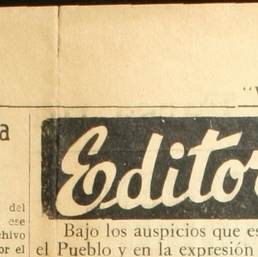 a
Editor
del
ese
chivo
or el
Bajo los auspicios que es
el Pueblo y en la expresión